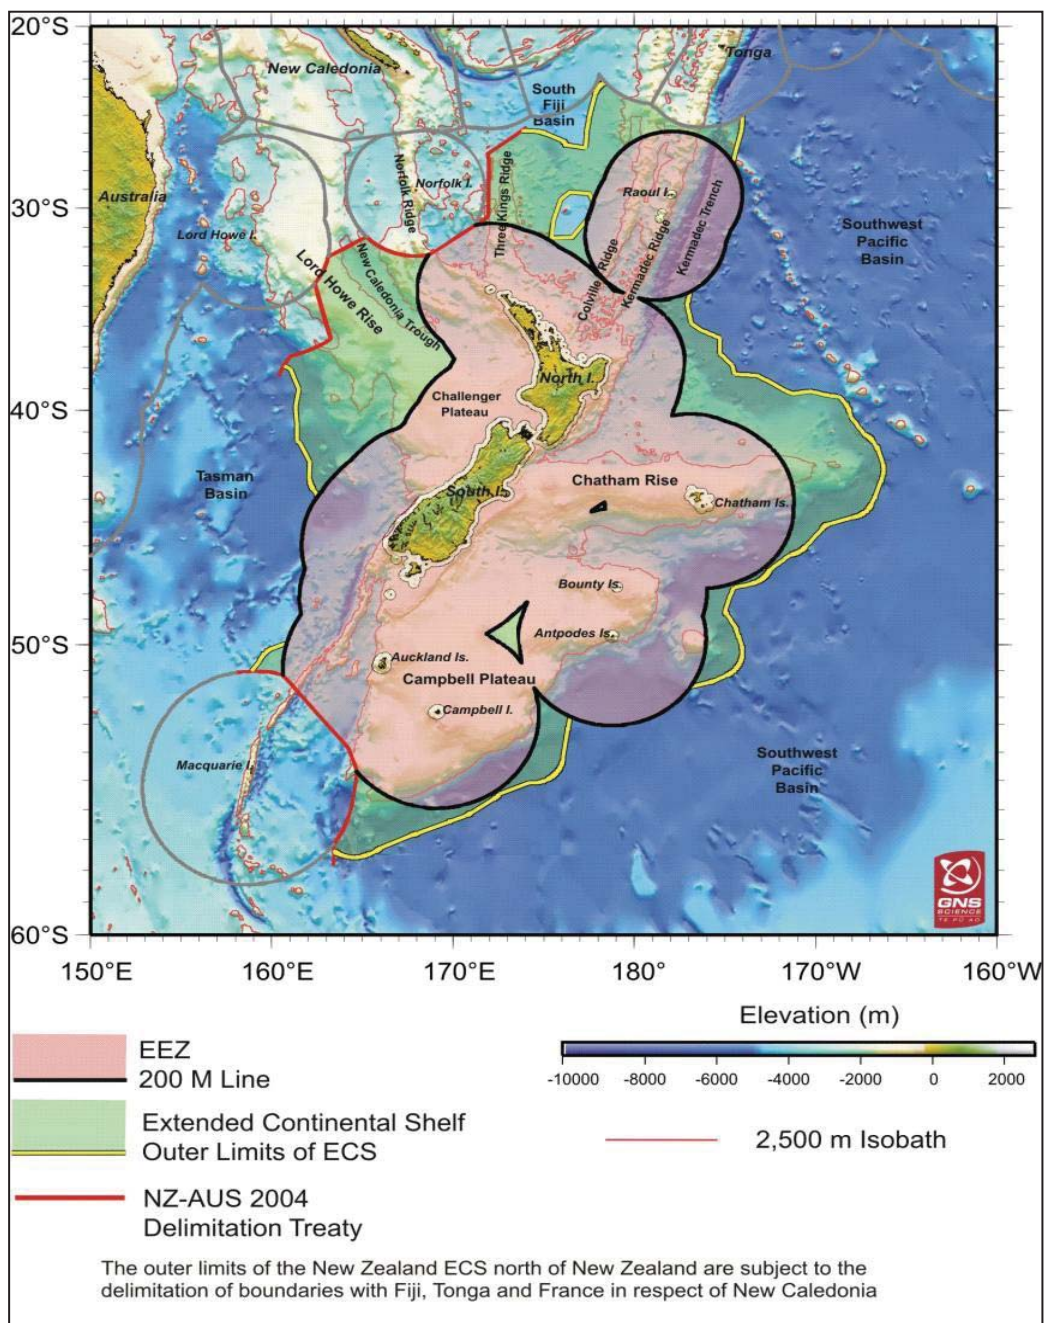 20°S
New Caledonia
Tonga
South
Fiji
Basin
Australia
Norfolk Ridge
Norfolk I.
Three Kings Ridge
Raoul I.
Kermadec Trench
30°S
Lord Howe I.
Southwest
Pacific
Basin
Lord Howe Rise
New Caledonia Trough
Colville Ridge
Kermadec Ridge
North I.
Challenger
Plateau
40°S
Tasman
Basin
South I.
Chatham Rise
Chatham Is.
Bounty Is.
Antpodes Is.
50°S
Auckland Is.
Campbell Plateau
Campbell I.
Macquarie I.
Southwest
Pacific
Basin
GNS
SCIENCE
TE PŪ AO
60°S
150°E 160°E 170°E 180° 170°W 160°W
Elevation (m)
-10000 -8000 -6000 -4000 -2000 0 2000
EEZ
200 M Line
Extended Continental Shelf
Outer Limits of ECS
2,500 m Isobath
NZ-AUS 2004
Delimitation Treaty
The outer limits of the New Zealand ECS north of New Zealand are subject to the
delimitation of boundaries with Fiji, Tonga and France in respect of New Caledonia